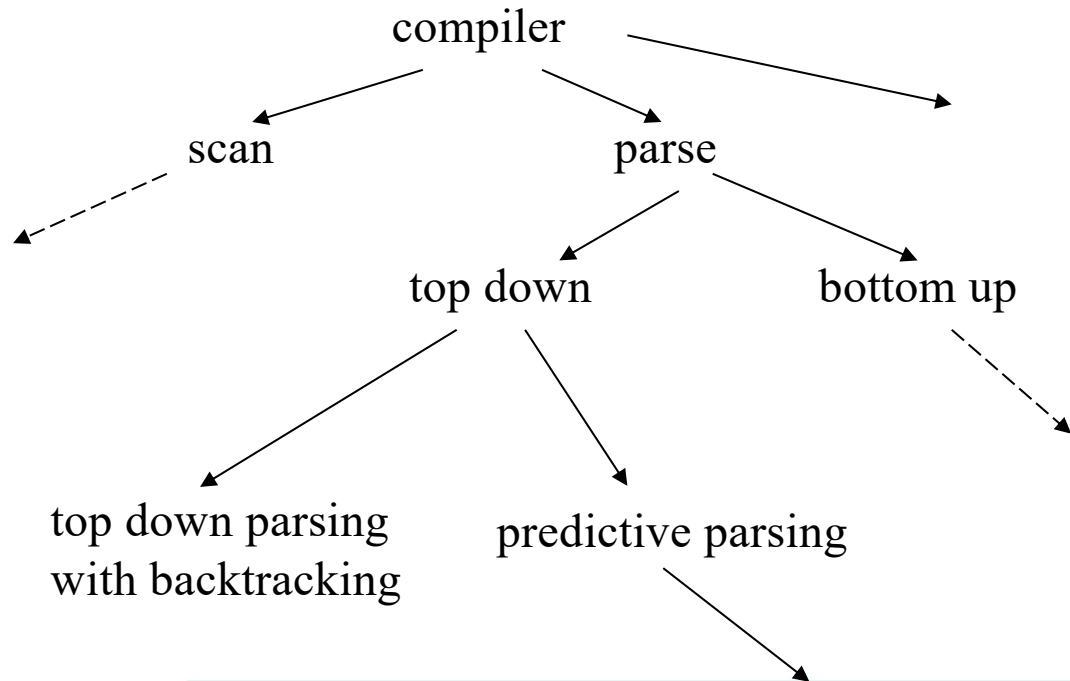 compiler
scan
parse
top down
bottom up
top down parsing
with backtracking
predictive parsing